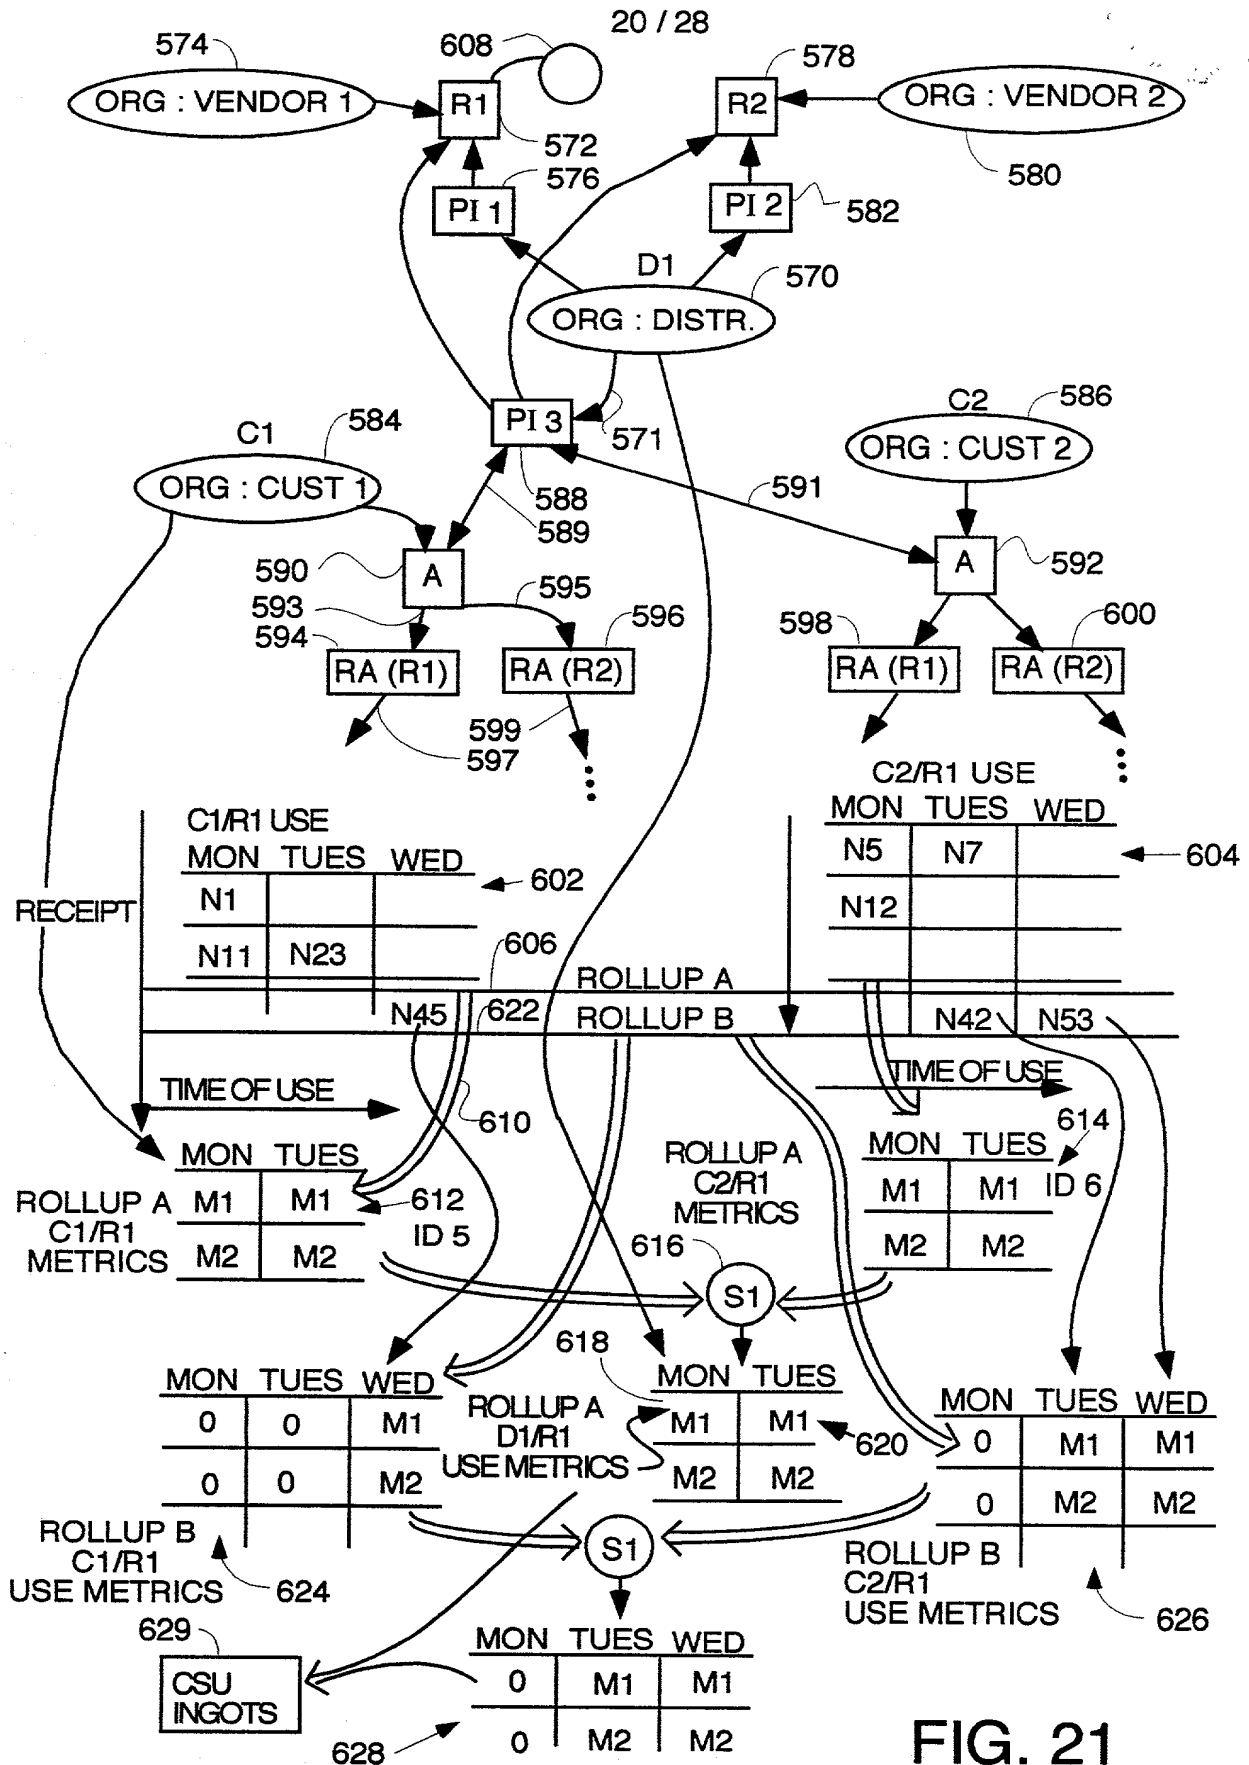 20 / 28
574
608
578
ORG : VENDOR 1
R1
R2
ORG : VENDOR 2
572
576
580
PI 1
PI 2
582
D1
570
ORG : DISTR.
C2
586
584
PI 3
571
C1
ORG : CUST 2
ORG : CUST 1
588
591
589
590
A
595
A
592
593
594
596
598
600
RA (R1)
RA (R2)
RA (R1)
RA (R2)
599
597
C2/R1 USE
MON TUES WED
C1/R1 USE
MON TUES WED
N5 N7
604
602
N1
RECEIPT
N12
N11 N23
606
ROLLUP A
N45
622
ROLLUP B
N42 N53
TIME OF USE
TIME OF USE
610
614
MON TUES
ROLLUP A
C2/R1
METRICS
MON TUES
ROLLUP A
C1/R1
METRICS
M1 M1
612
ID 5
M1 M1
ID 6
M2 M2
616
M2 M2
S1
618
MON TUES WED
MON TUES
0 0 M1
ROLLUP A
D1/R1
USE METRICS
M1 M1
620
MON TUES WED
0 M1 M1
0 0 M2
M2 M2
0 M2 M2
ROLLUP B
C1/R1
USE METRICS
624
S1
ROLLUP B
C2/R1
USE METRICS
626
629
MON TUES WED
CSU
INGOTS
0 M1 M1
628
0 M2 M2
FIG. 21